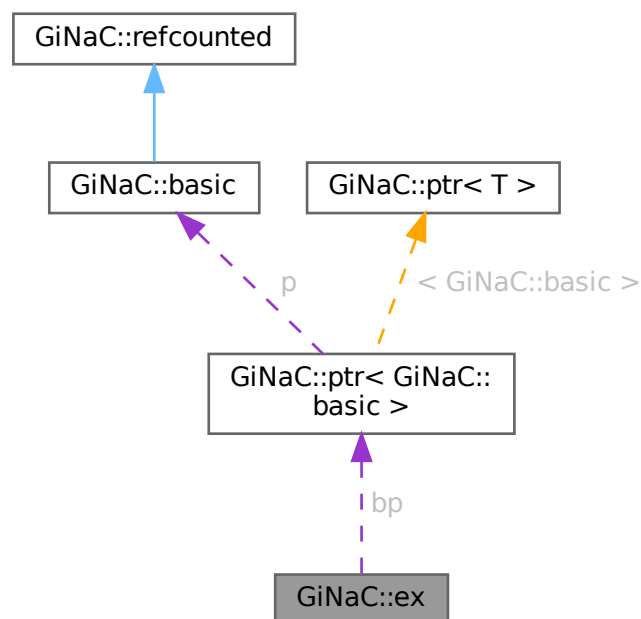 GiNaC::refcounted
GiNaC::basic
GiNaC::ptr< T >
p
< GiNaC::basic >
GiNaC::ptr< GiNaC::
basic >
bp
GiNaC::ex